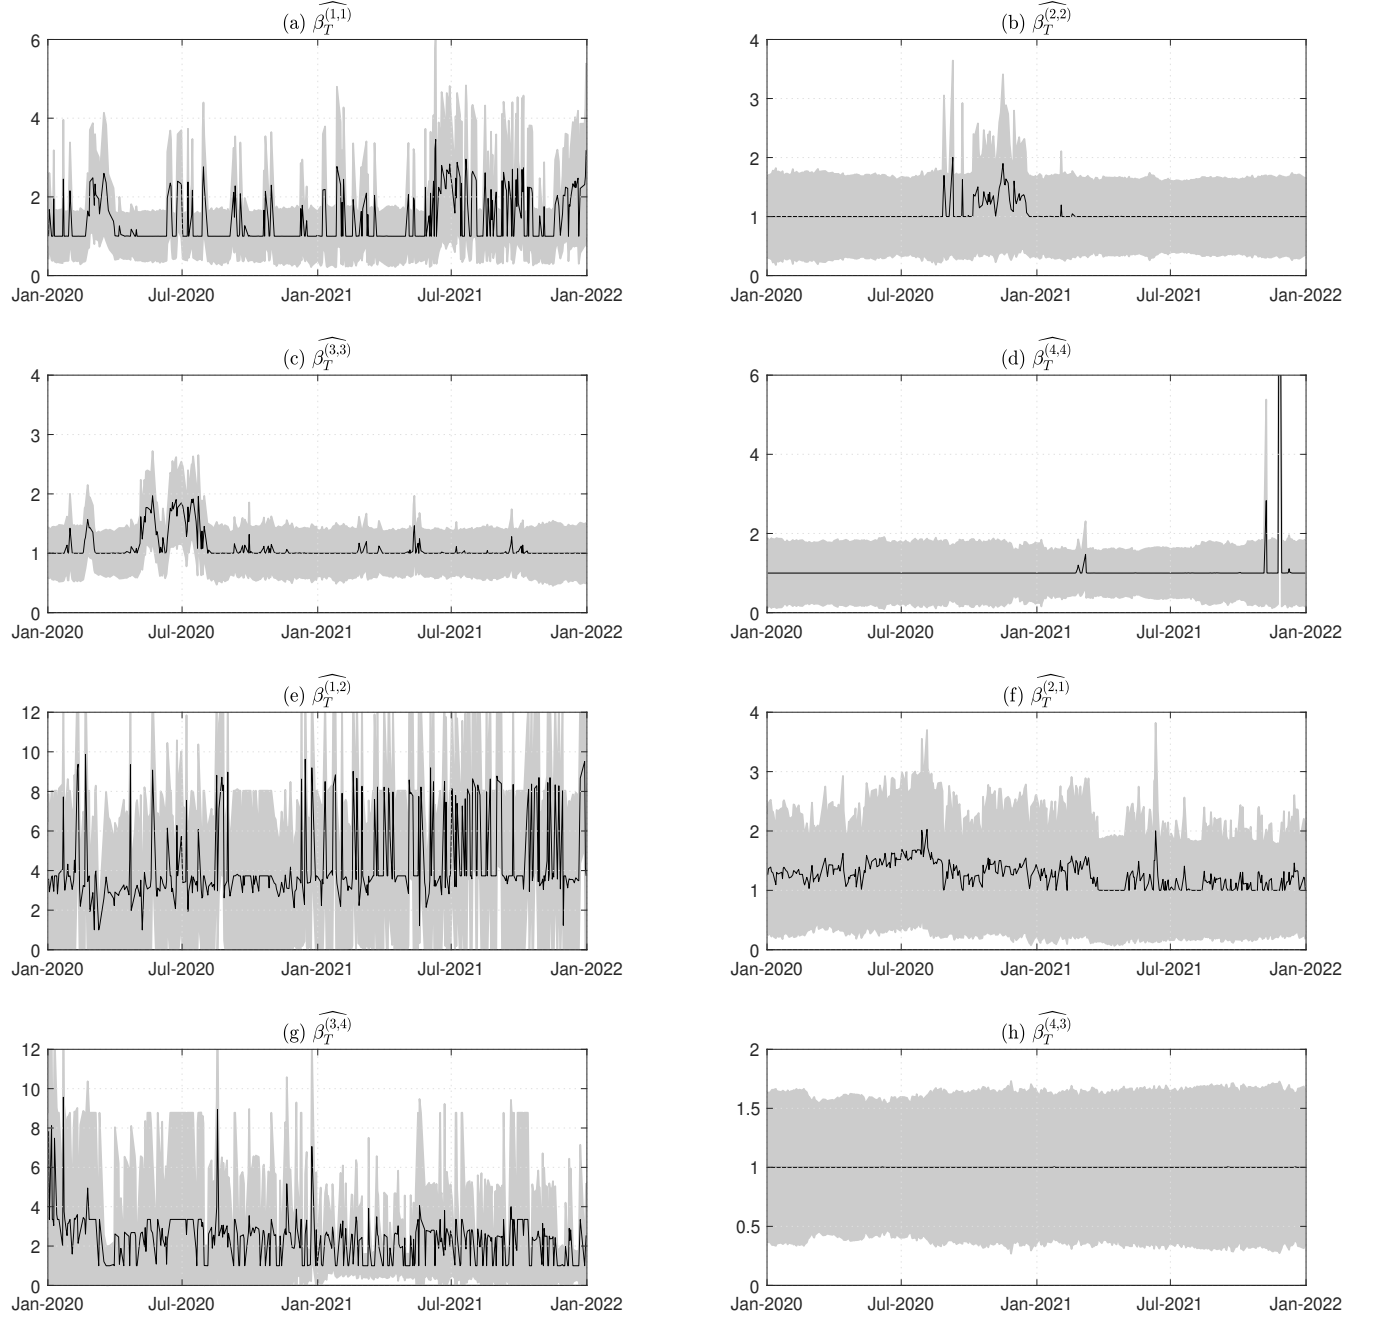 (a) $\widehat{\beta_T^{(1,1)}}$
6
4
2
0
Jan-2020 Jul-2020 Jan-2021 Jul-2021 Jan-2022
(b) $\widehat{\beta_T^{(2,2)}}$
4
3
2
1
0
Jan-2020 Jul-2020 Jan-2021 Jul-2021 Jan-2022
(c) $\widehat{\beta_T^{(3,3)}}$
4
3
2
1
0
Jan-2020 Jul-2020 Jan-2021 Jul-2021 Jan-2022
(d) $\widehat{\beta_T^{(4,4)}}$
6
4
2
0
Jan-2020 Jul-2020 Jan-2021 Jul-2021 Jan-2022
(e) $\widehat{\beta_T^{(1,2)}}$
12
10
8
6
4
2
0
Jan-2020 Jul-2020 Jan-2021 Jul-2021 Jan-2022
(f) $\widehat{\beta_T^{(2,1)}}$
4
3
2
1
0
Jan-2020 Jul-2020 Jan-2021 Jul-2021 Jan-2022
(g) $\widehat{\beta_T^{(3,4)}}$
12
10
8
6
4
2
0
Jan-2020 Jul-2020 Jan-2021 Jul-2021 Jan-2022
(h) $\widehat{\beta_T^{(4,3)}}$
2
1.5
1
0.5
0
Jan-2020 Jul-2020 Jan-2021 Jul-2021 Jan-2022